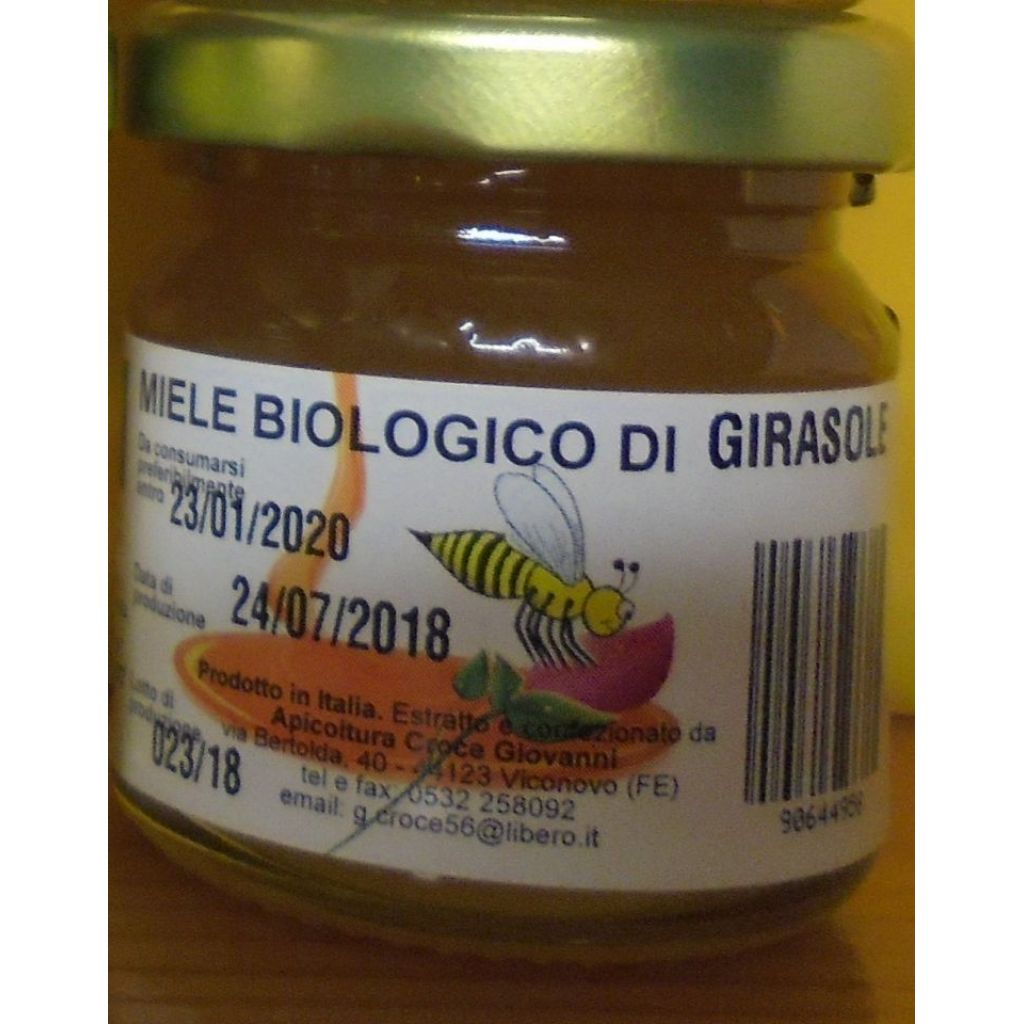 MIELE BIOLOGICO DI GIRASOLE
Da consumarsi
preferibilmente
entro 23/01/2020
Data di
produzione 24/07/2018
Lotto di
produzione
023/18
Prodotto in Italia. Estratto e confezionato da
Apicoltura Croce Giovanni
via Bertolda, 40 - 44123 Viconovo (FE)
tel e fax 0532 258092
email: g.croce56@libero.it